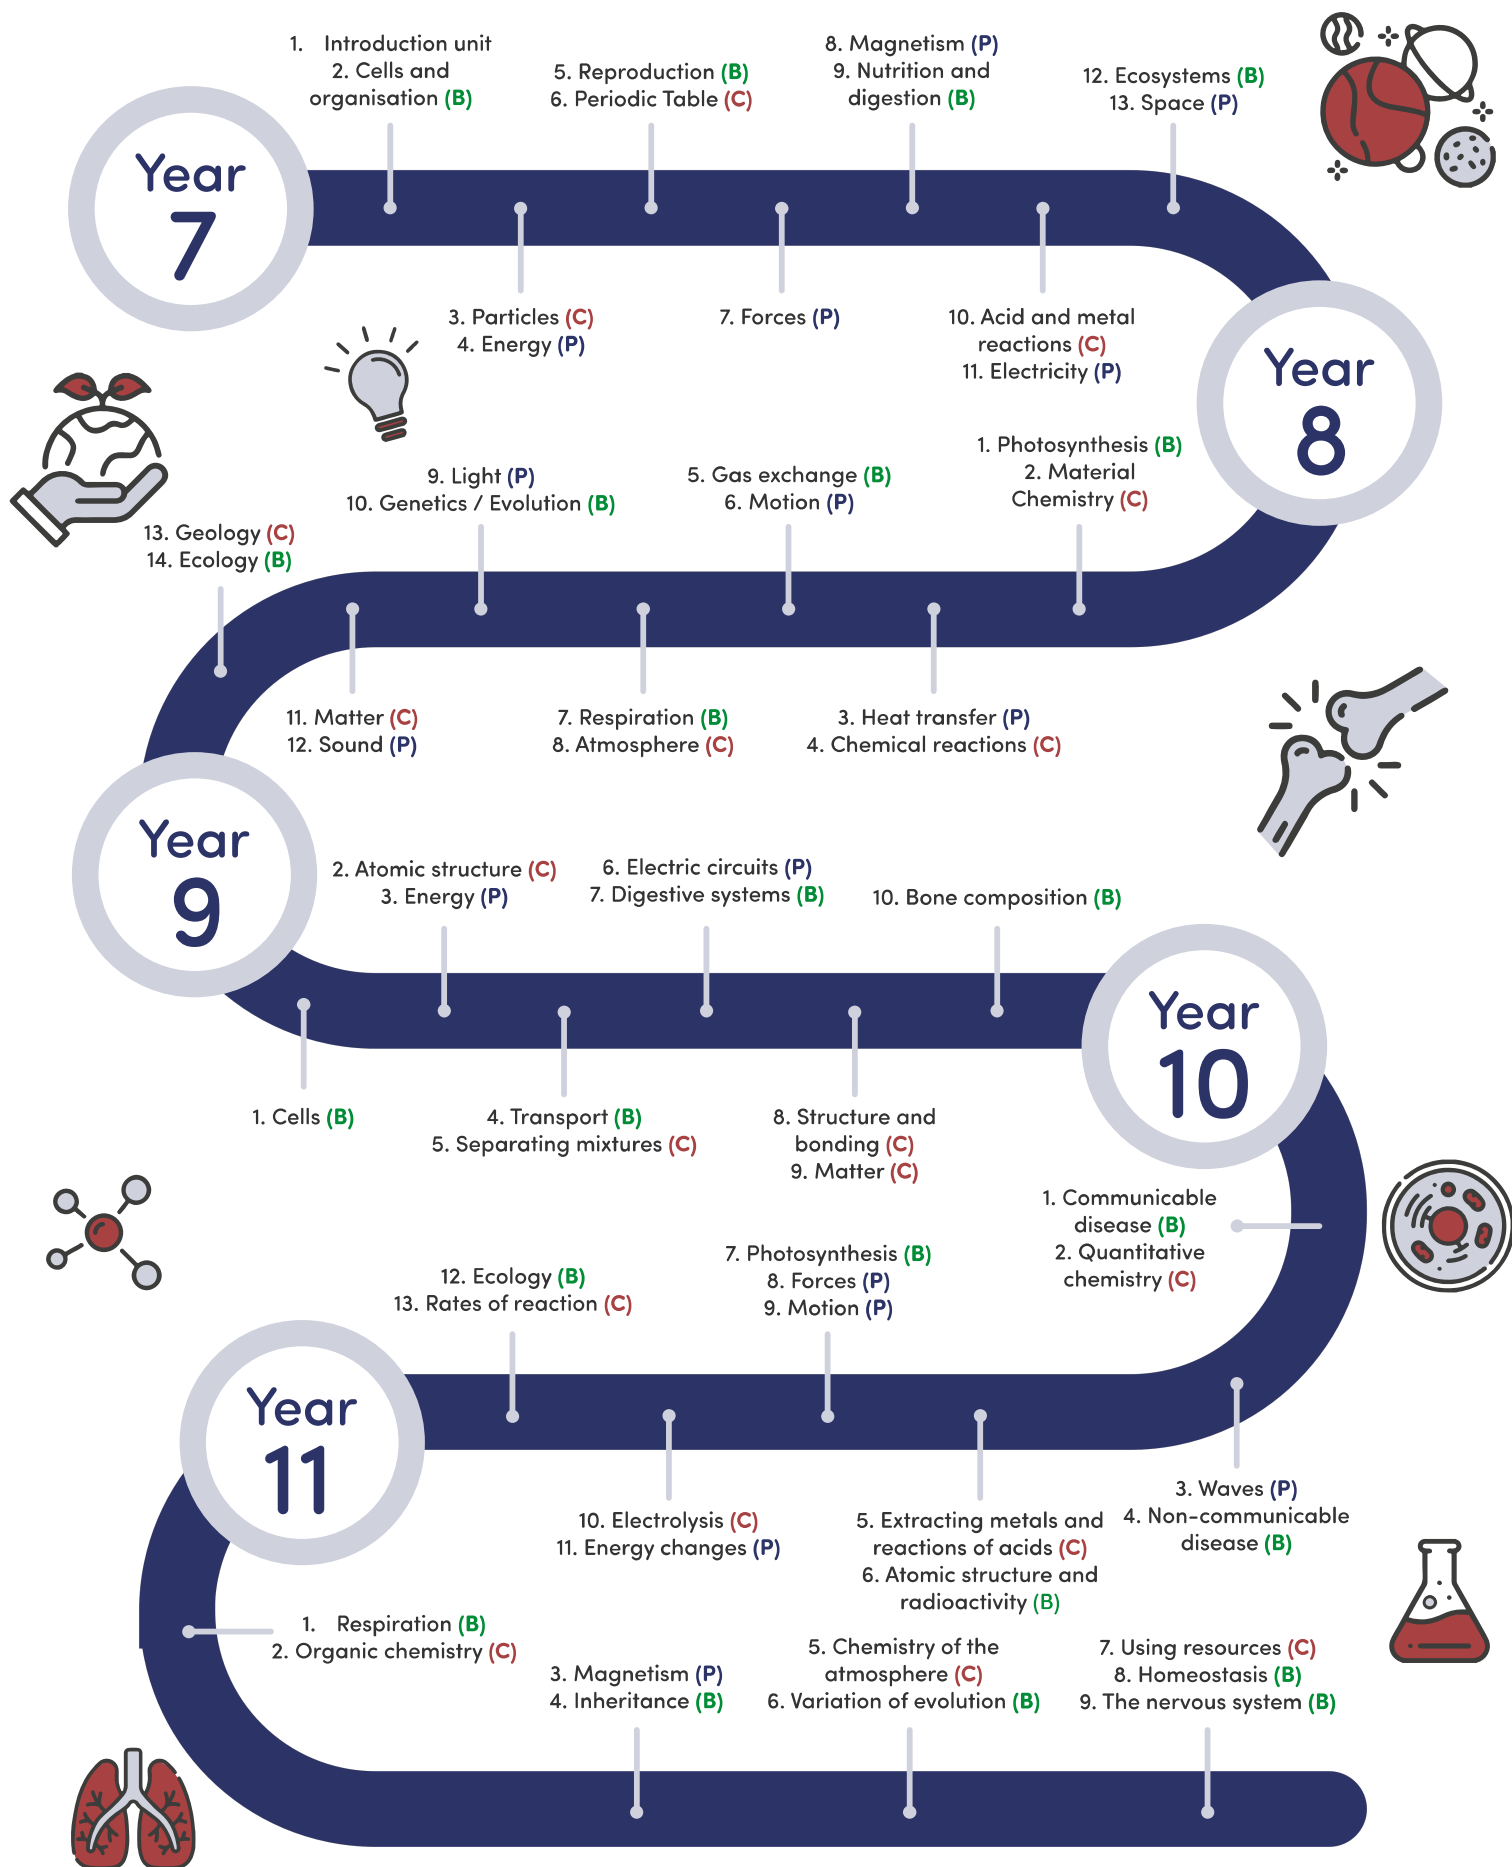 Year
7
1. Introduction unit
2. Cells and
organisation (B)
3. Particles (C)
4. Energy (P)
5. Reproduction (B)
6. Periodic Table (C)
7. Forces (P)
8. Magnetism (P)
9. Nutrition and
digestion (B)
10. Acid and metal
reactions (C)
11. Electricity (P)
12. Ecosystems (B)
13. Space (P)
Year
8
1. Photosynthesis (B)
2. Material
Chemistry (C)
3. Heat transfer (P)
4. Chemical reactions (C)
5. Gas exchange (B)
6. Motion (P)
7. Respiration (B)
8. Atmosphere (C)
9. Light (P)
10. Genetics / Evolution (B)
11. Matter (C)
12. Sound (P)
13. Geology (C)
14. Ecology (B)
Year
9
1. Cells (B)
2. Atomic structure (C)
3. Energy (P)
4. Transport (B)
5. Separating mixtures (C)
6. Electric circuits (P)
7. Digestive systems (B)
8. Structure and
bonding (C)
9. Matter (C)
10. Bone composition (B)
Year
10
1. Communicable
disease (B)
2. Quantitative
chemistry (C)
3. Waves (P)
4. Non-communicable
disease (B)
5. Extracting metals and
reactions of acids (C)
6. Atomic structure and
radioactivity (B)
7. Photosynthesis (B)
8. Forces (P)
9. Motion (P)
10. Electrolysis (C)
11. Energy changes (P)
12. Ecology (B)
13. Rates of reaction (C)
Year
11
1. Respiration (B)
2. Organic chemistry (C)
3. Magnetism (P)
4. Inheritance (B)
5. Chemistry of the
atmosphere (C)
6. Variation of evolution (B)
7. Using resources (C)
8. Homeostasis (B)
9. The nervous system (B)